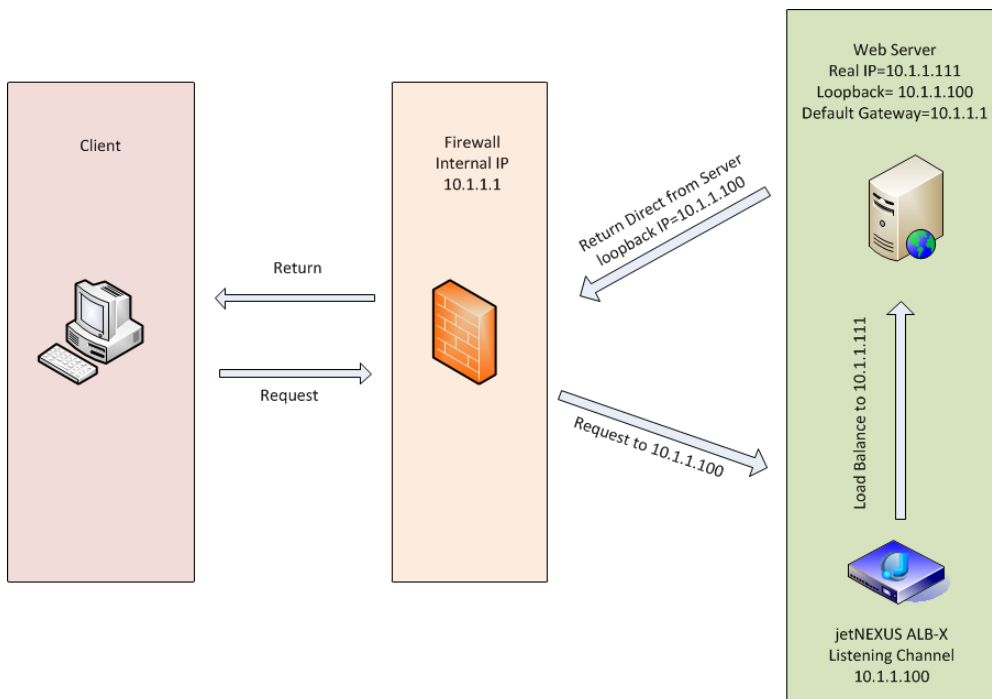 Client
Return
Request
Firewall
Internal IP
10.1.1.1
Return Direct from Server
loopback IP=10.1.1.100
Request to 10.1.1.100
Web Server
Real IP=10.1.1.111
Loopback= 10.1.1.100
Default Gateway=10.1.1.1
Load Balance to 10.1.1.111
jetNEXUS ALB-X
Listening Channel
10.1.1.100